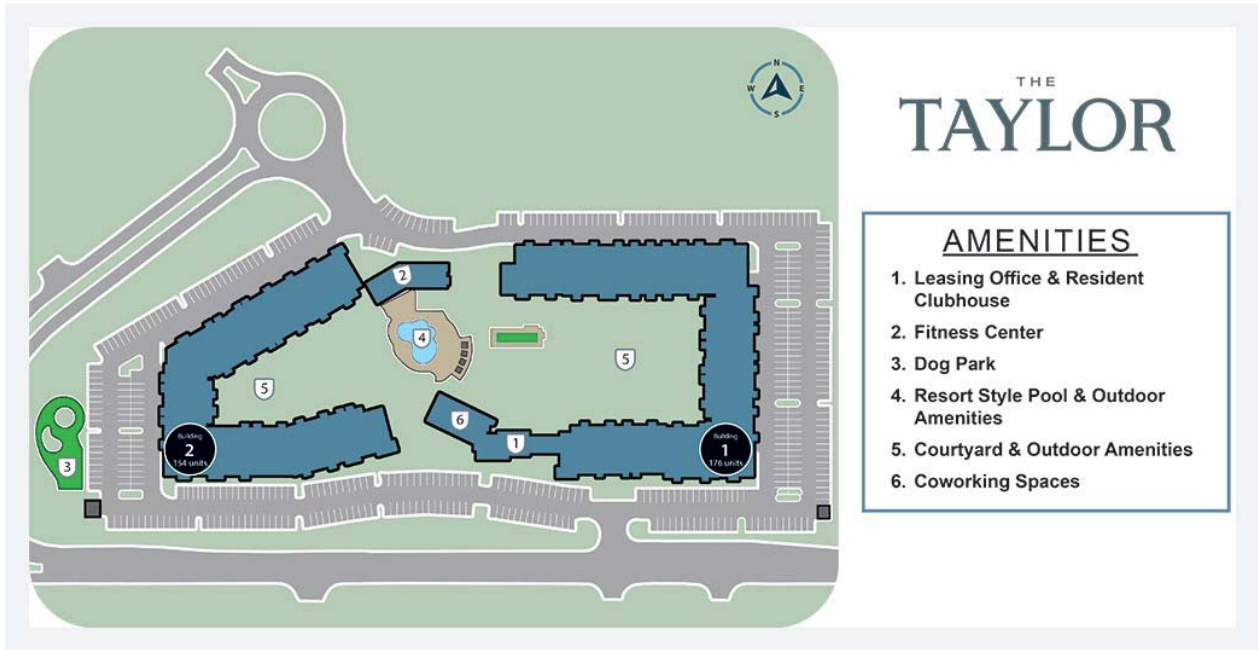 N
W
E
S
2
4
5
5
6
1
3
Building
2
154 units
Building
1
176 units
THE
TAYLOR
AMENITIES
1. Leasing Office & Resident
Clubhouse
2. Fitness Center
3. Dog Park
4. Resort Style Pool & Outdoor
Amenities
5. Courtyard & Outdoor Amenities
6. Coworking Spaces